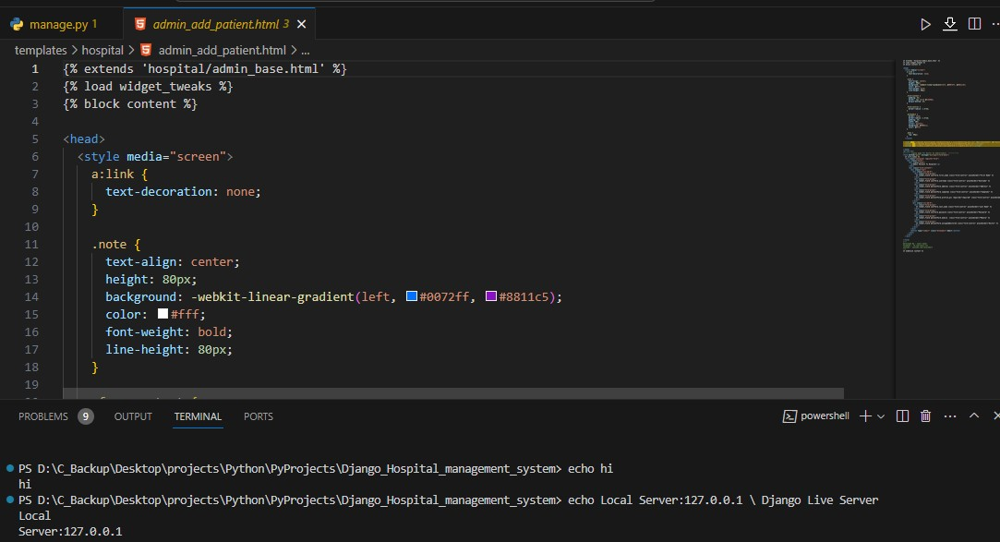 manage.py 1
admin_add_patient.html 3
templates > hospital > admin_add_patient.html > ...
1 {% extends 'hospital/admin_base.html' %}
2 {% load widget_tweaks %}
3 {% block content %}
4
5 <head>
6 <style media="screen">
7 a:link {
8 text-decoration: none;
9 }
10
11 .note {
12 text-align: center;
13 height: 80px;
14 background: -webkit-linear-gradient(left, #0072ff, #8811c5);
15 color: #fff;
16 font-weight: bold;
17 line-height: 80px;
18 }
19
PROBLEMS 9 OUTPUT TERMINAL PORTS
powershell
PS D:\C_Backup\Desktop\projects\Python\PyProjects\Django_Hospital_management_system> echo hi
hi
PS D:\C_Backup\Desktop\projects\Python\PyProjects\Django_Hospital_management_system> echo Local Server:127.0.0.1 \ Django Live Server
Local
Server:127.0.0.1